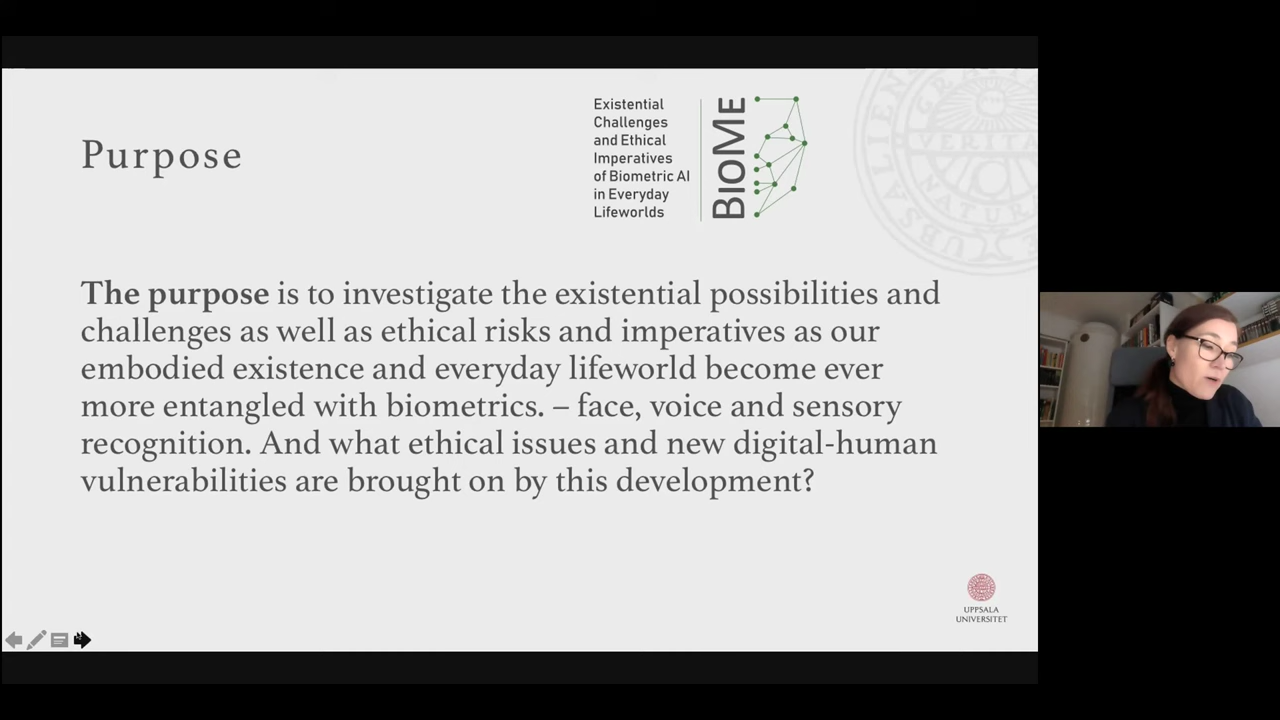 Purpose
Existential
Challenges
and Ethical
Imperatives
of Biometric AI
in Everyday
Lifeworlds
BIOME
VERITA
NATUR
The purpose is to investigate the existential possibilities and
challenges as well as ethical risks and imperatives as our
embodied existence and everyday lifeworld become ever
more entangled with biometrics. – face, voice and sensory
recognition. And what ethical issues and new digital-human
vulnerabilities are brought on by this development?
UPPSALA
UNIVERSITET